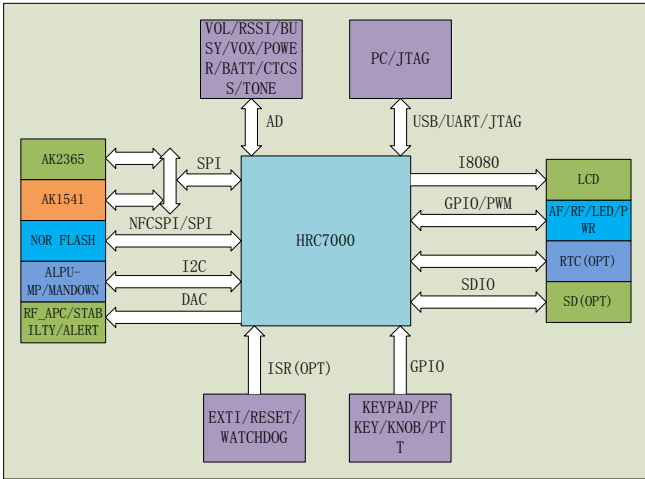 VOL/RSSI/BU
SY/VOX/POWE
R/BATT/CTCS
S/TONE
PC/JTAG
AD
USB/UART/JTAG
AK2365
SPI
I8080
LCD
AK1541
GPIO/PWM
AF/RF/LED/P
WR
NFCSPI/SPI
NOR FLASH
HRC7000
I2C
ALPU-
MP/MANDOWN
RTC(OPT)
DAC
SDIO
RF_APC/STAB
ILTY/ALERT
SD(OPT)
ISR(OPT)
GPIO
EXTI/RESET/
WATCHDOG
KEYPAD/PF
KEY/KNOB/PT
T